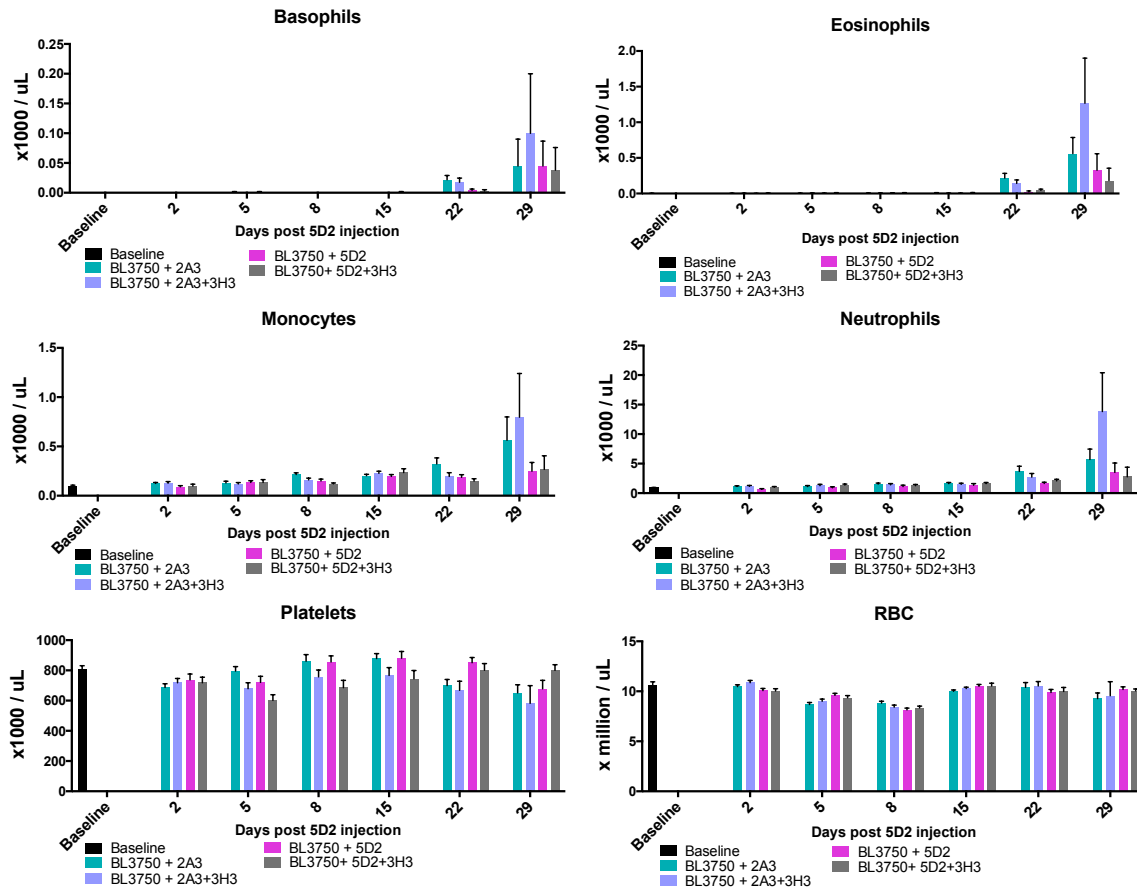 Basophils
x1000 / uL
0.25
0.20
0.15
0.10
0.05
0.00
Baseline
2
5
8
15
22
29
Days post 5D2 injection
Baseline
BL3750 + 2A3
BL3750 + 2A3+3H3
BL3750 + 5D2
BL3750+ 5D2+3H3
Eosinophils
x1000 / uL
2.0
1.5
1.0
0.5
0.0
Baseline
2
5
8
15
22
29
Days post 5D2 injection
Baseline
BL3750 + 2A3
BL3750 + 2A3+3H3
BL3750 + 5D2
BL3750+ 5D2+3H3
Monocytes
x1000 / uL
1.5
1.0
0.5
0.0
Baseline
2
5
8
15
22
29
Days post 5D2 injection
Baseline
BL3750 + 2A3
BL3750 + 2A3+3H3
BL3750 + 5D2
BL3750+ 5D2+3H3
Neutrophils
x1000 / uL
25
20
15
10
5
0
Baseline
2
5
8
15
22
29
Days post 5D2 injection
Baseline
BL3750 + 2A3
BL3750 + 2A3+3H3
BL3750 + 5D2
BL3750+ 5D2+3H3
Platelets
x1000 / uL
1000
800
600
400
200
0
Baseline
2
5
8
15
22
29
Days post 5D2 injection
Baseline
BL3750 + 2A3
BL3750 + 2A3+3H3
BL3750 + 5D2
BL3750+ 5D2+3H3
RBC
x million / uL
15
10
5
0
Baseline
2
5
8
15
22
29
Days post 5D2 injection
Baseline
BL3750 + 2A3
BL3750 + 2A3+3H3
BL3750 + 5D2
BL3750+ 5D2+3H3